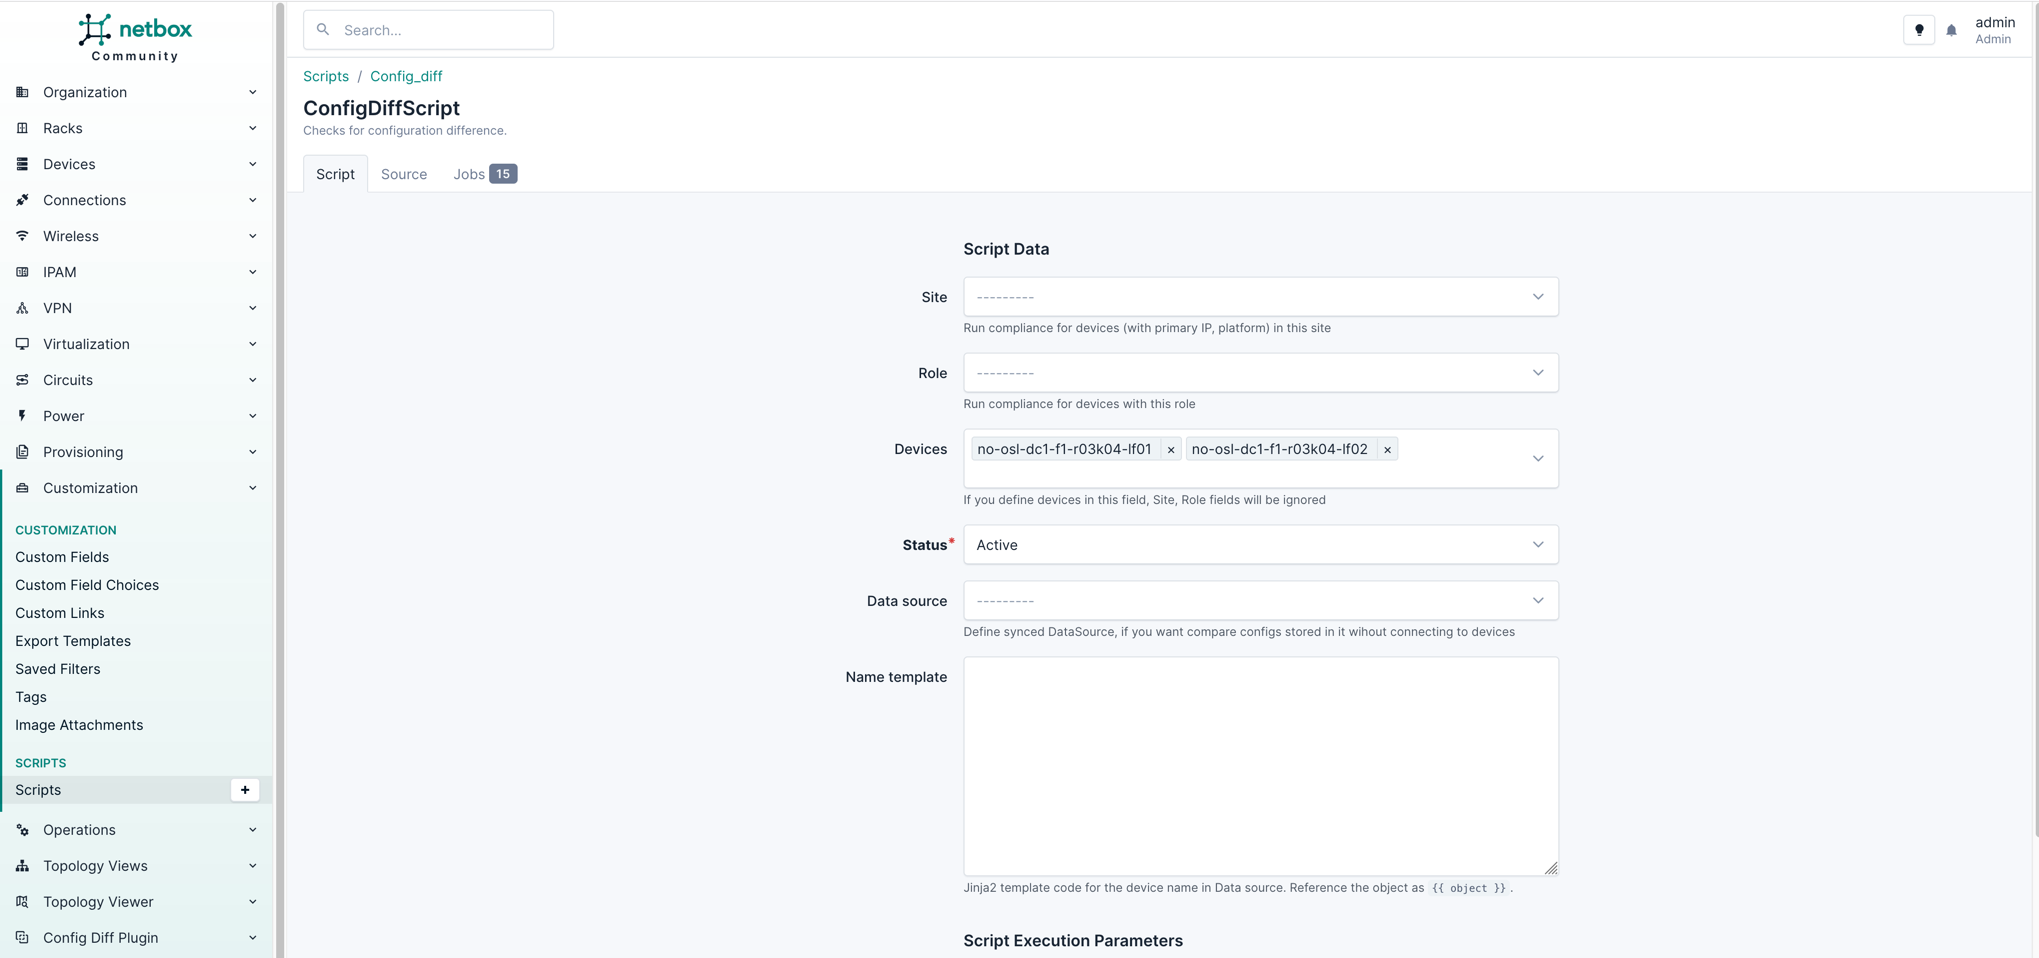 netbox
Community
Search...
admin
Admin
Organization
Racks
Devices
Connections
Wireless
IPAM
VPN
Virtualization
Circuits
Power
Provisioning
Customization
CUSTOMIZATION
Custom Fields
Custom Field Choices
Custom Links
Export Templates
Saved Filters
Tags
Image Attachments
SCRIPTS
Scripts +
Operations
Topology Views
Topology Viewer
Config Diff Plugin
Scripts / Config_diff
ConfigDiffScript
Checks for configuration difference.
Script Source Jobs 15
Script Data
Site ---------
Run compliance for devices (with primary IP, platform) in this site
Role ---------
Run compliance for devices with this role
Devices no-osl-dc1-f1-r03k04-lf01 × no-osl-dc1-f1-r03k04-lf02 ×
If you define devices in this field, Site, Role fields will be ignored
Status* Active
Data source ---------
Define synced DataSource, if you want compare configs stored in it wihout connecting to devices
Name template
Jinja2 template code for the device name in Data source. Reference the object as {{ object }}.
Script Execution Parameters